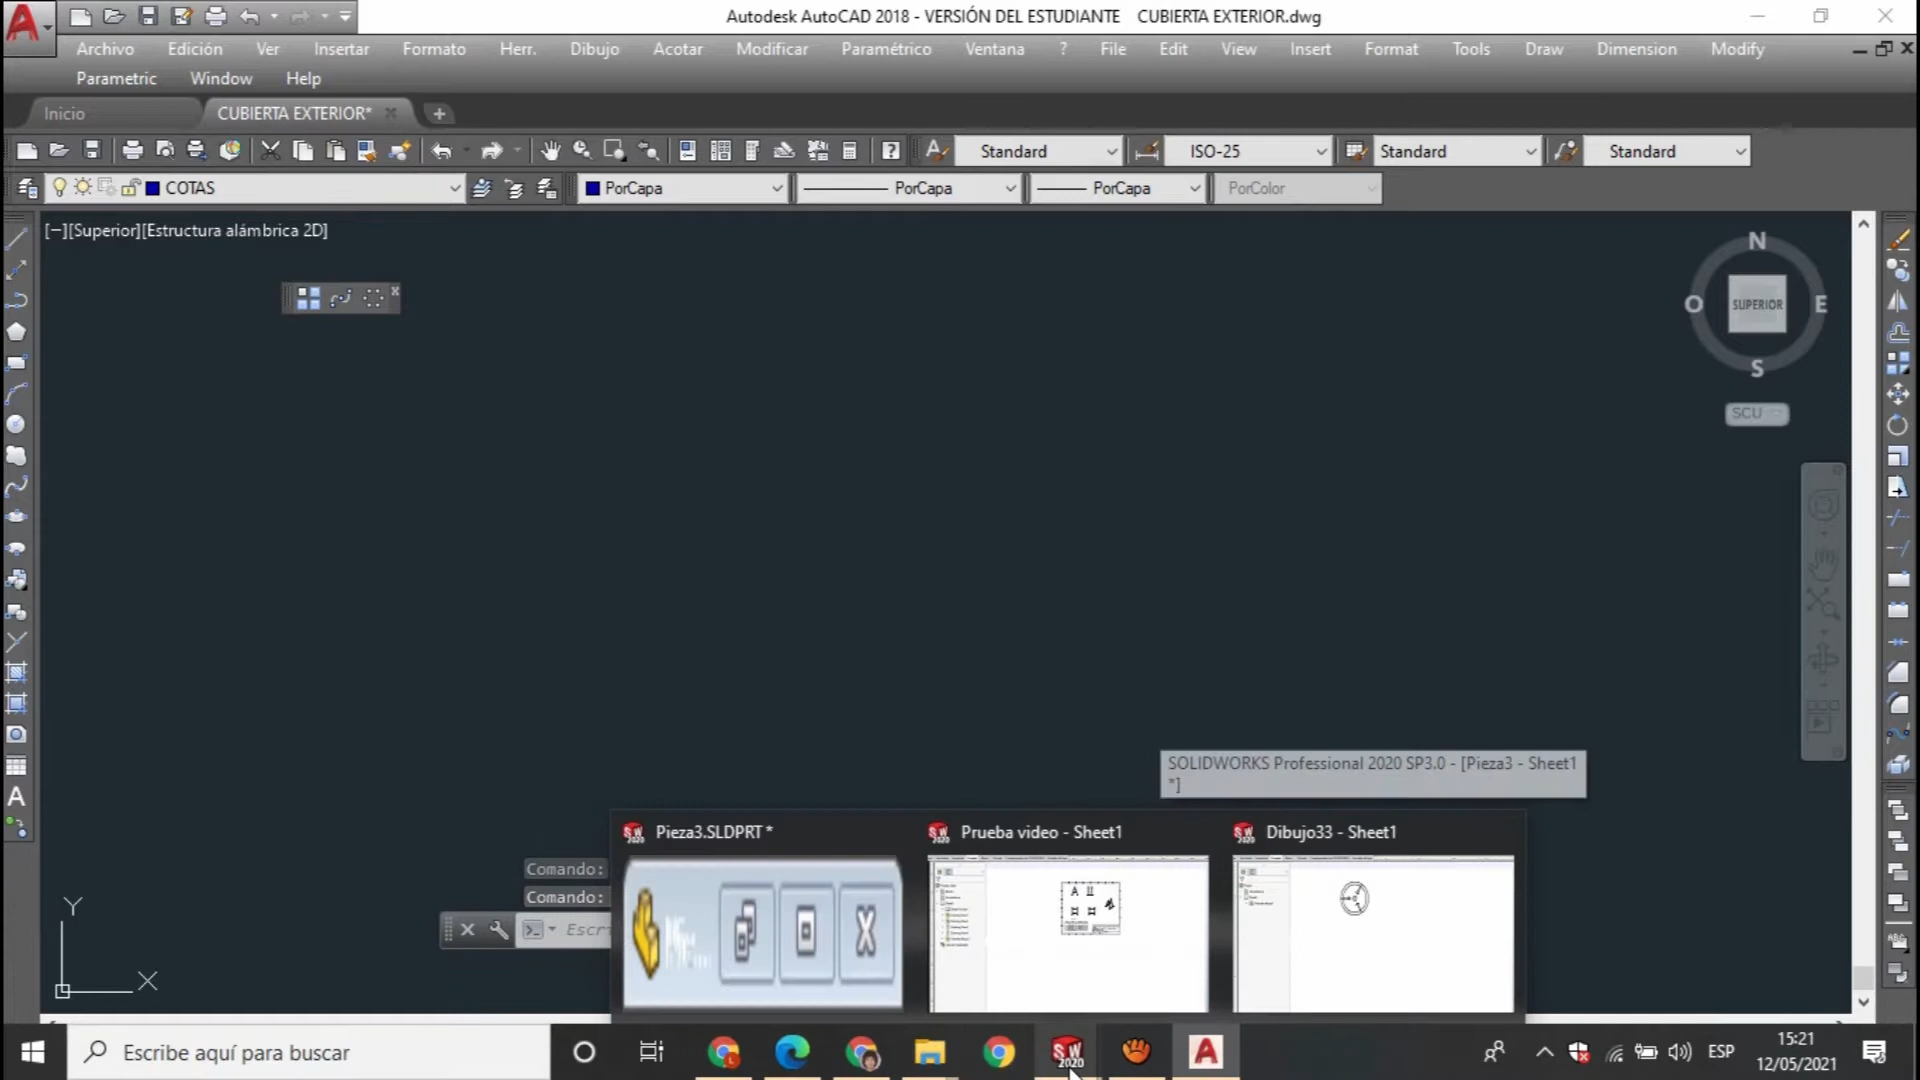 Autodesk AutoCAD 2018 - VERSIÓN DEL ESTUDIANTE CUBIERTA EXTERIOR.dwg
Archivo Edición Ver Insertar Formato Herr. Dibujo Acotar Modificar Paramétrico Ventana ? File Edit View Insert Format Tools Draw Dimension Modify
Parametric Window Help
Inicio CUBIERTA EXTERIOR*
Standard ISO-25 Standard Standard
COTAS PorCapa PorCapa PorCapa PorColor
[−][Superior][Estructura alámbrica 2D]
N
O SUPERIOR E
S
SCU
SOLIDWORKS Professional 2020 SP3.0 - [Pieza3 - Sheet1
*]
Pieza3.SLDPRT * Prueba video - Sheet1 Dibujo33 - Sheet1
Comando:
Comando:
Escri
Y
X
Escribe aquí para buscar
SW 2020
ESP
15:21
12/05/2021